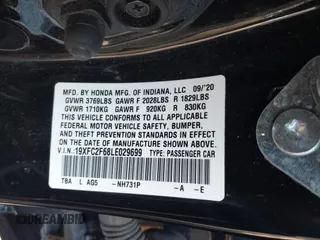 MFD. BY HONDA MFG. OF INDIANA, LLC 09/'20
GVWR 3769LBS GAWR F 2028LBS R 1829LBS
GVWR 1710KG GAWR F 920KG R 830KG
THIS VEHICLE CONFORMS TO ALL APPLICABLE
FEDERAL MOTOR VEHICLE SAFETY, BUMPER, AND
THEFT PREVENTION STANDARDS IN EFFECT ON THE
DATE OF MANUFACTURE SHOWN ABOVE.
V.I.N.: 19XFC2F68LE029699 TYPE: PASSENGER CAR
TBA L AG5 -NH731P -A -E
DREAMBID